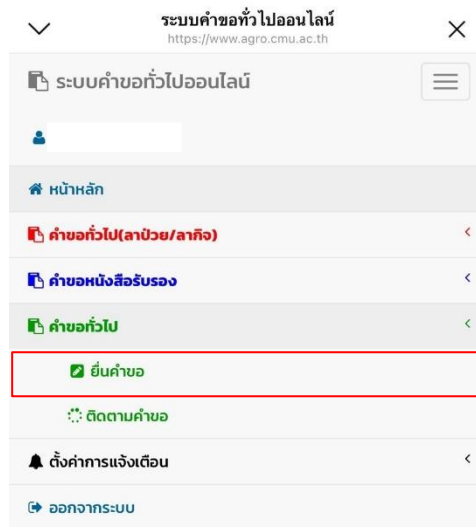 ระบบคำขอทั่วไปออนไลน์
https://www.agro.cmu.ac.th
ระบบคำขอทั่วไปออนไลน์
หน้าหลัก
คำขอทั่วไป(ลาป่วย/ลากิจ)
คำขอหนังสือรับรอง
คำขอทั่วไป
ยื่นคำขอ
ติดตามคำขอ
ตั้งค่าการแจ้งเตือน
ออกจากระบบ